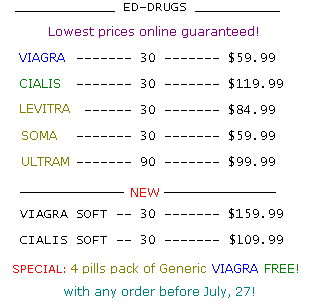 ED-DRUGS
Lowest prices online guaranteed!
VIAGRA ------- 30 ------- $59.99
CIALIS ------- 30 ------- $119.99
LEVITRA ------- 30 ------- $84.99
SOMA ------- 30 ------- $59.99
ULTRAM ------- 90 ------- $99.99
NEW
VIAGRA SOFT -- 30 ------- $159.99
CIALIS SOFT -- 30 ------- $109.99
SPECIAL: 4 pills pack of Generic VIAGRA FREE!
with any order before July, 27!